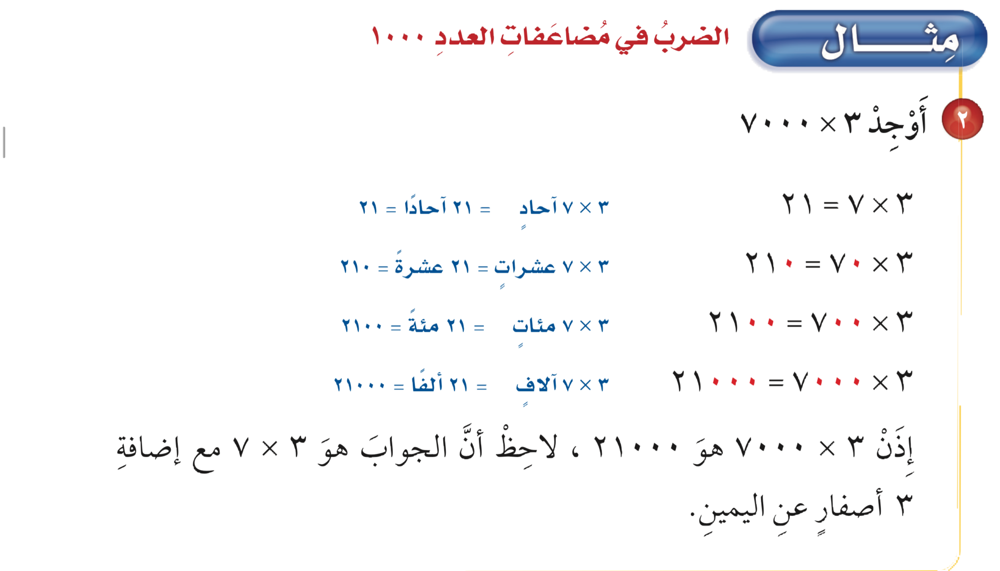 مِثـــال
الضربُ في مُضاعَفاتِ العددِ ١٠٠٠
٢ أَوْجِدْ ٣ × ٧٠٠٠
٣ × ٧ = ٢١ ٣ × ٧ آحادٍ = ٢١ آحادًا = ٢١
٣ × ٧٠ = ٢١٠ ٣ × ٧ عشراتٍ = ٢١ عشرةً = ٢١٠
٣ × ٧٠٠ = ٢١٠٠ ٣ × ٧ مئاتٍ = ٢١ مئةً = ٢١٠٠
٣ × ٧٠٠٠ = ٢١٠٠٠ ٣ × ٧ آلافٍ = ٢١ ألفًا = ٢١٠٠٠
إِذَنْ ٣ × ٧٠٠٠ هوَ ٢١٠٠٠ ، لاحِظْ أنَّ الجوابَ هوَ ٣ × ٧ مع إضافةِ
٣ أصفارٍ عنِ اليمينِ.